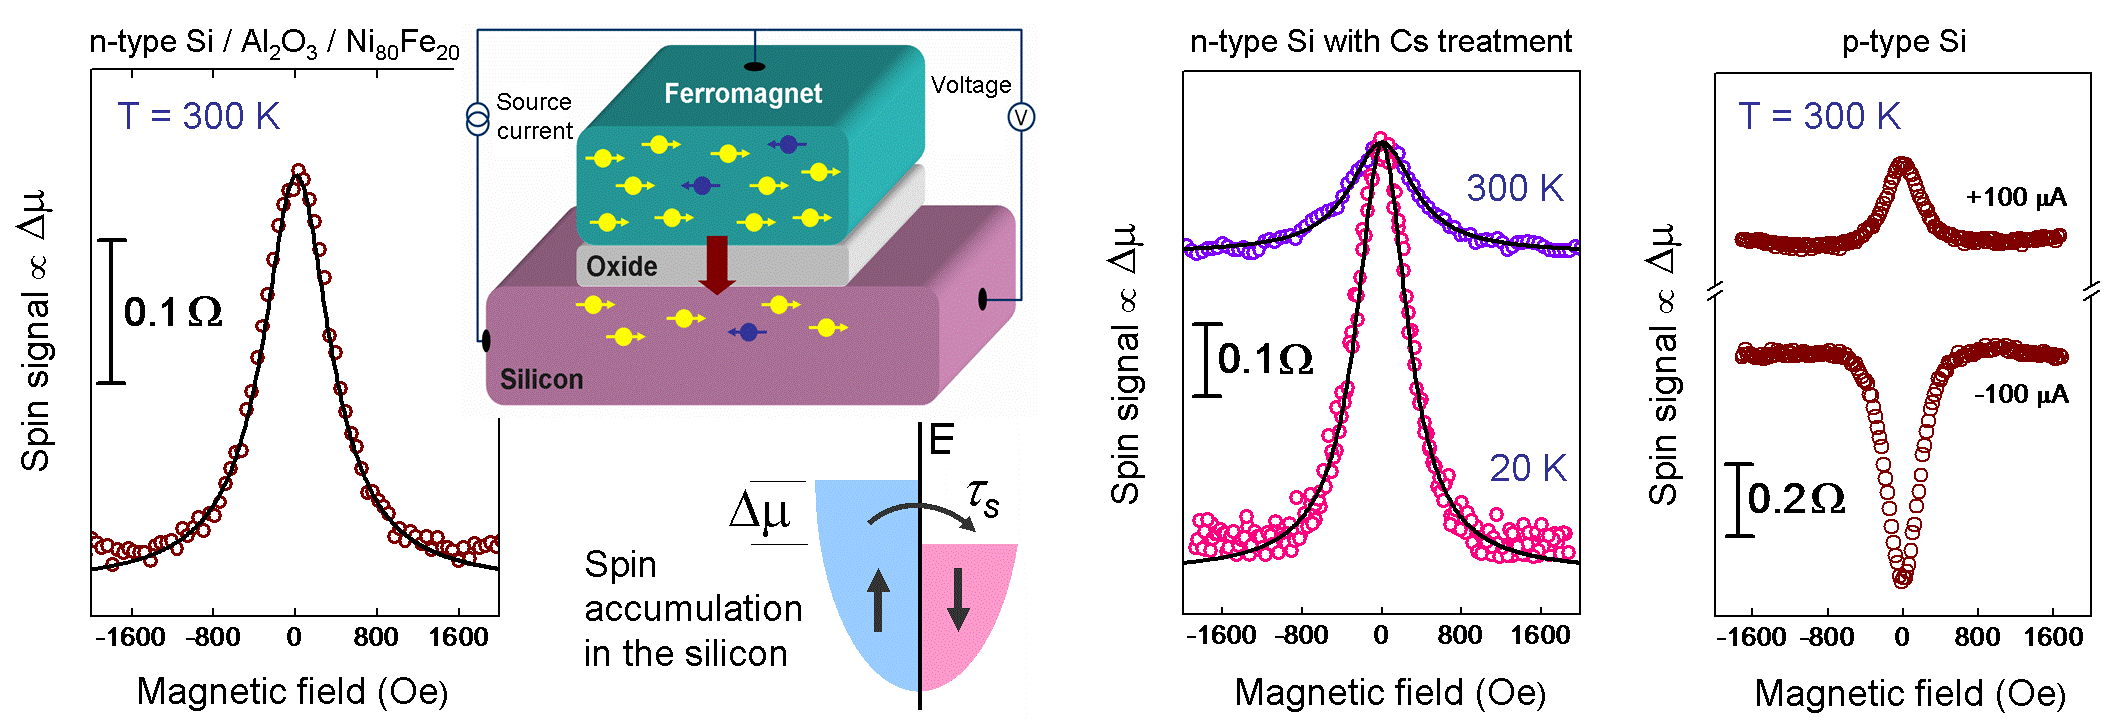 n-type Si / Al₂O₃ / Ni₈₀Fe₂₀
T = 300 K
Spin signal ∝ Δμ
0.1 Ω
-1600 -800 0 800 1600
Magnetic field (Oe)
Source
current
Voltage
V
Ferromagnet
Oxide
Silicon
E
Δμ
τₛ
Spin
accumulation
in the silicon
n-type Si with Cs treatment
300 K
20 K
Spin signal ∝ Δμ
0.1Ω
-1600 -800 0 800 1600
Magnetic field (Oe)
p-type Si
T = 300 K
+100 μA
-100 μA
Spin signal ∝ Δμ
0.2Ω
-1600 -800 0 800 1600
Magnetic field (Oe)